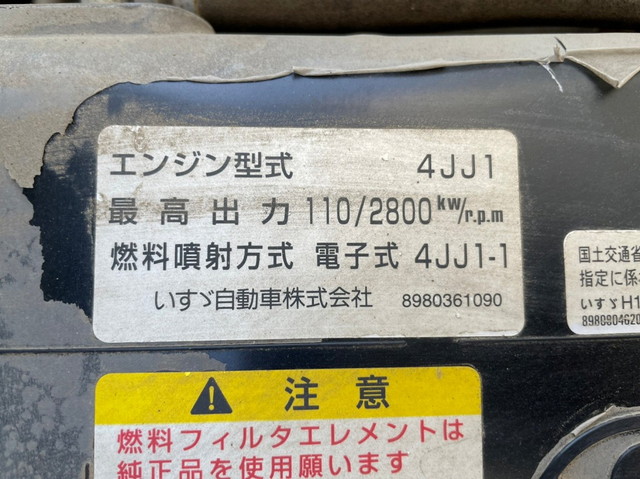 エンジン型式 4JJ1
最高出力 110/2800kw/r.p.m
燃料噴射方式 電子式 4JJ1-1
いすゞ自動車株式会社 8980361090
国土交通省
指定に係
いすゞH1
898080462
注意
燃料フィルタエレメントは
純正品を使用願います